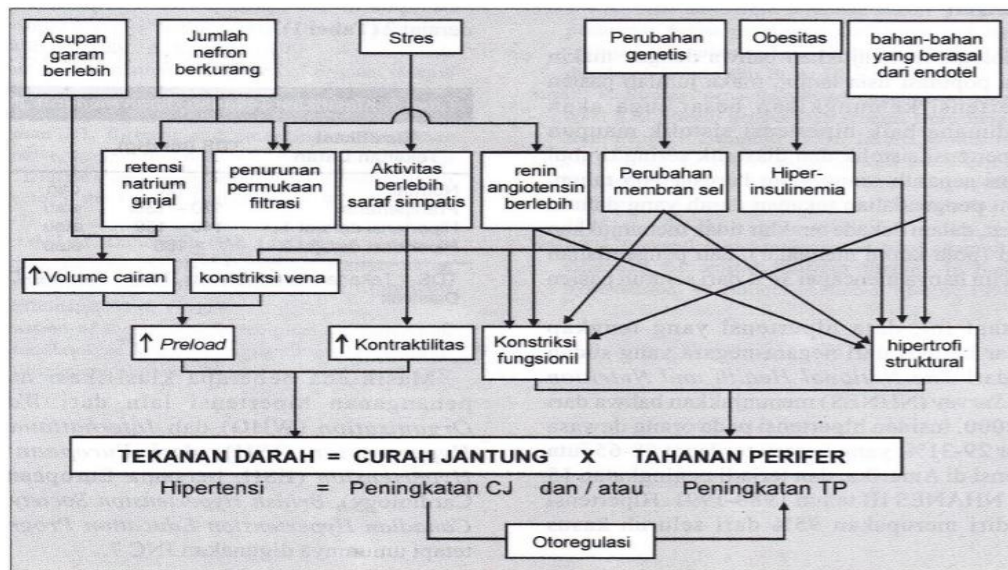 Asupan
garam
berlebih
Jumlah
nefron
berkurang
Stres
Perubahan
genetis
Obesitas
bahan-bahan
yang berasal
dari endotel
retensi
natrium
ginjal
penurunan
permukaan
filtrasi
Aktivitas
berlebih
saraf simpatis
renin
angiotensin
berlebih
Perubahan
membran sel
Hiper-
insulinemia
↑ Volume cairan
konstriksi vena
↑ Preload
↑ Kontraktilitas
Konstriksi
fungsionil
hipertrofi
struktural
TEKANAN DARAH = CURAH JANTUNG X TAHANAN PERIFER
Hipertensi = Peningkatan CJ dan/atau Peningkatan TP
Otoregulasi